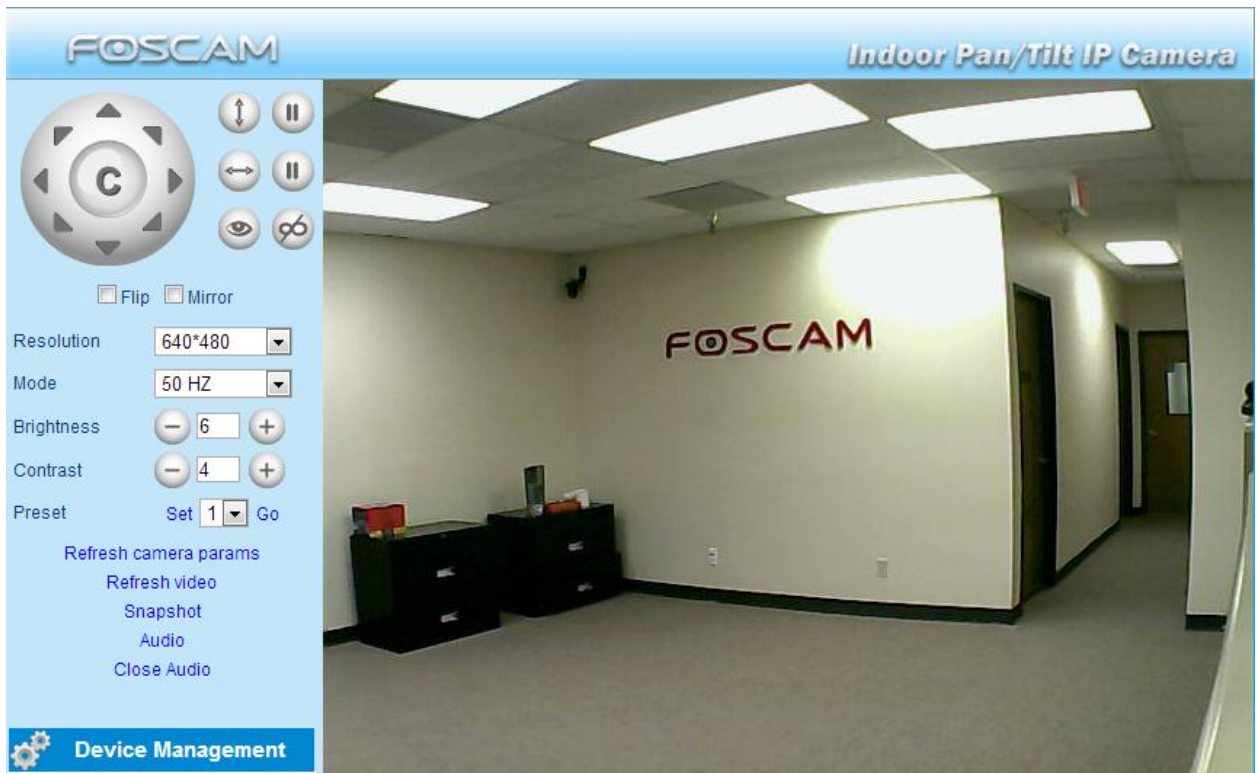 FOSCAM
Indoor Pan/Tilt IP Camera
C
Flip Mirror
Resolution 640*480
Mode 50 HZ
Brightness 6
Contrast 4
Preset Set 1 Go
Refresh camera params
Refresh video
Snapshot
Audio
Close Audio
Device Management
FOSCAM